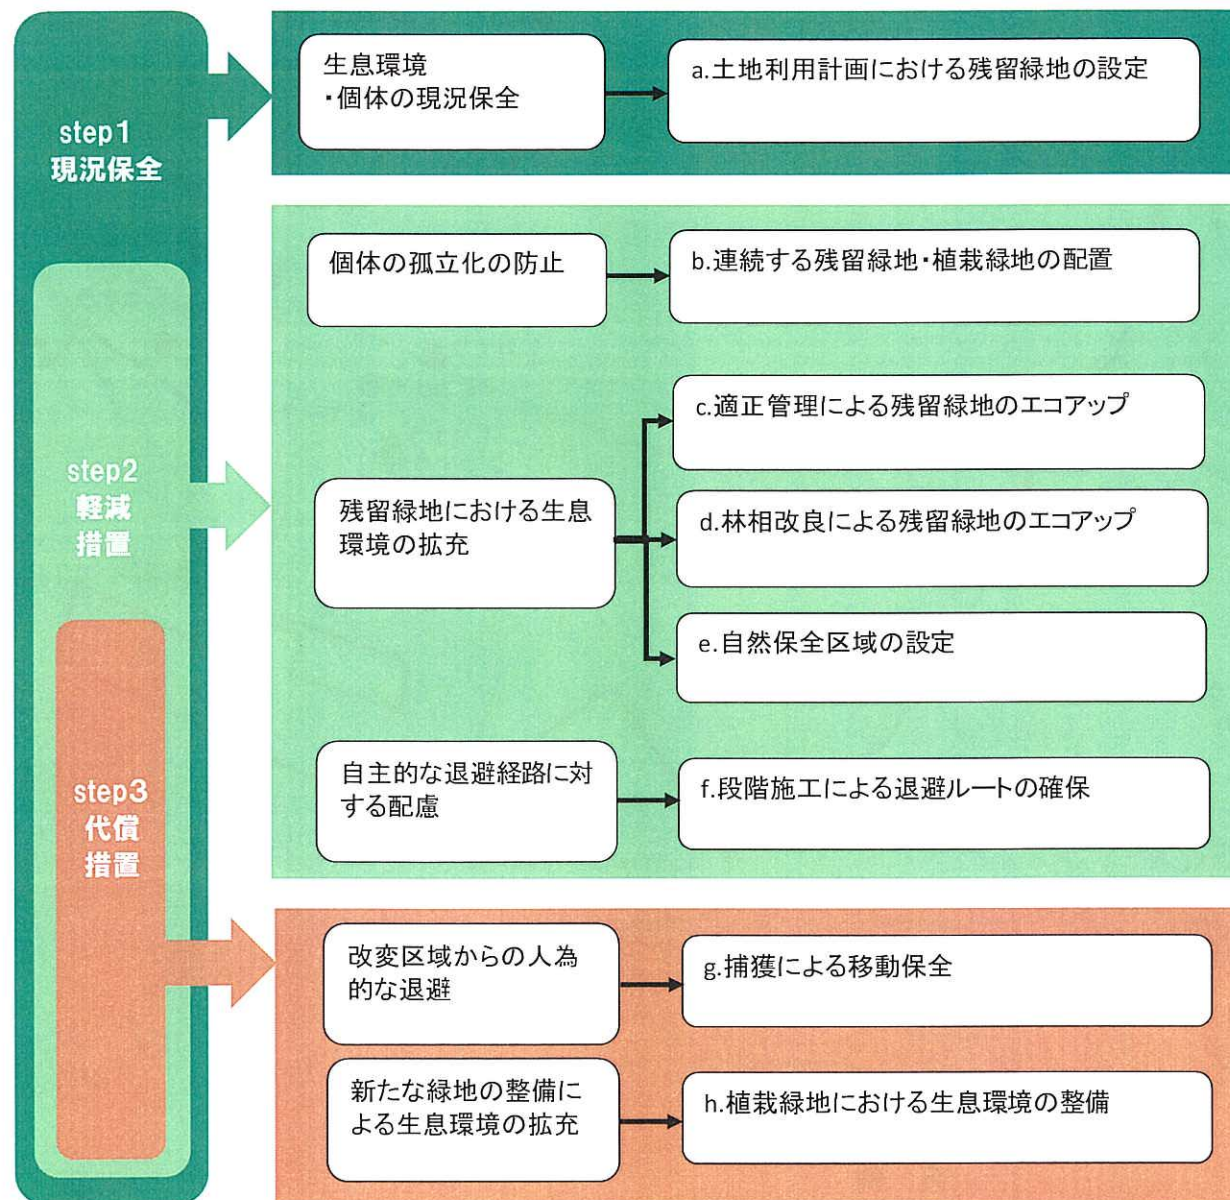 step1
現況保全
生息環境
・個体の現況保全
a.土地利用計画における残留緑地の設定
step2
軽減
措置
個体の孤立化の防止
b.連続する残留緑地・植栽緑地の配置
残留緑地における生息
環境の拡充
c.適正管理による残留緑地のエコアップ
d.林相改良による残留緑地のエコアップ
e.自然保全区域の設定
自主的な退避経路に対
する配慮
f.段階施工による退避ルートの確保
step3
代償
措置
改変区域からの人為
的な退避
g.捕獲による移動保全
新たな緑地の整備に
よる生息環境の拡充
h.植栽緑地における生息環境の整備